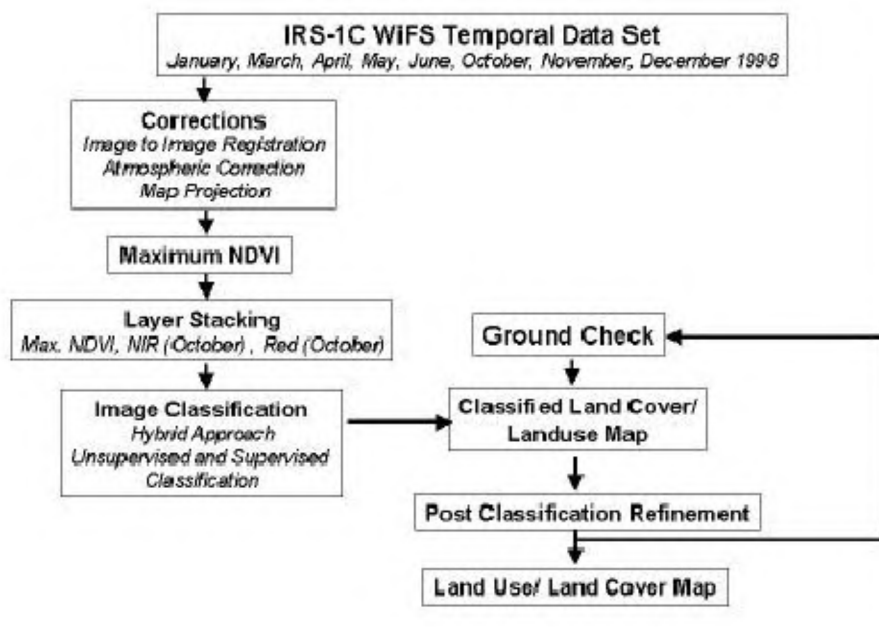 IRS-1C WiFS Temporal Data Set
January, March, April, May, June, October, November, December 1998
Corrections
Image to Image Registration
Atmospheric Correction
Map Projection
Maximum NDVI
Layer Stacking
Max. NDVI, NIR (October) , Red (October)
Image Classification
Hybrid Approach
Unsupervised and Supervised
Classification
Ground Check
Classified Land Cover/
Landuse Map
Post Classification Refinement
Land Use/ Land Cover Map